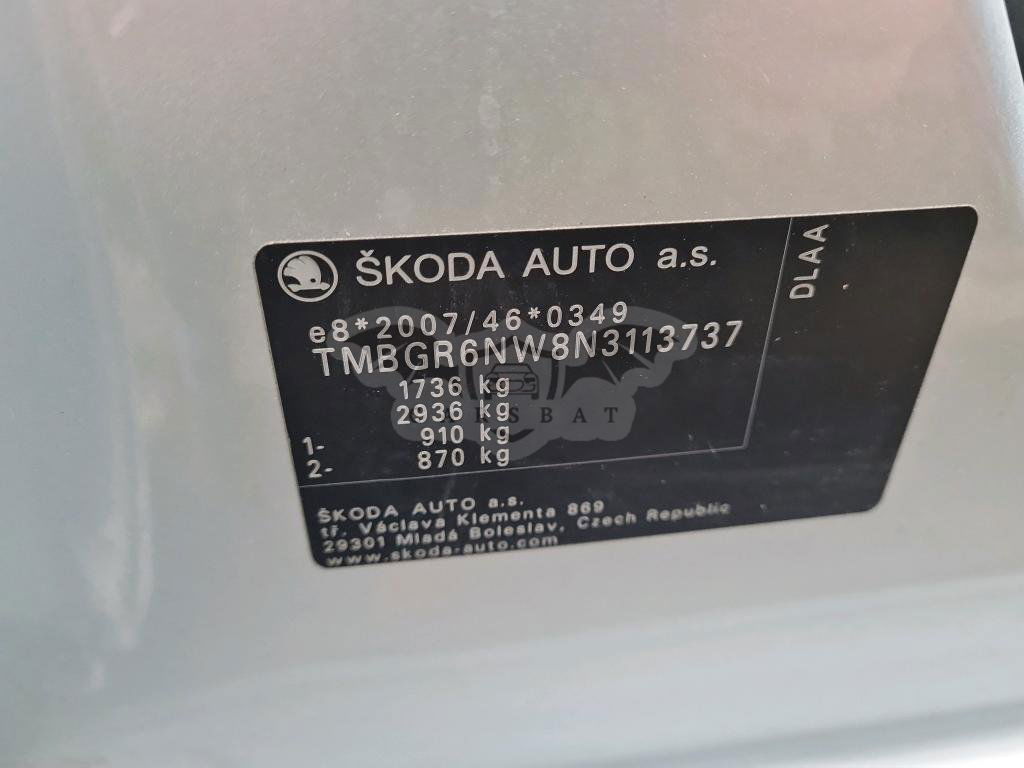 ŠKODA AUTO a.s.
DLAA
e8*2007/46*0349
TMBGR6NW8N3113737
1736 kg
2936 kg
1- 910 kg
2- 870 kg
ŠKODA AUTO a.s.
tř. Václava Klementa 869
29301 Mladá Boleslav, Czech Republic
www.skoda-auto.com